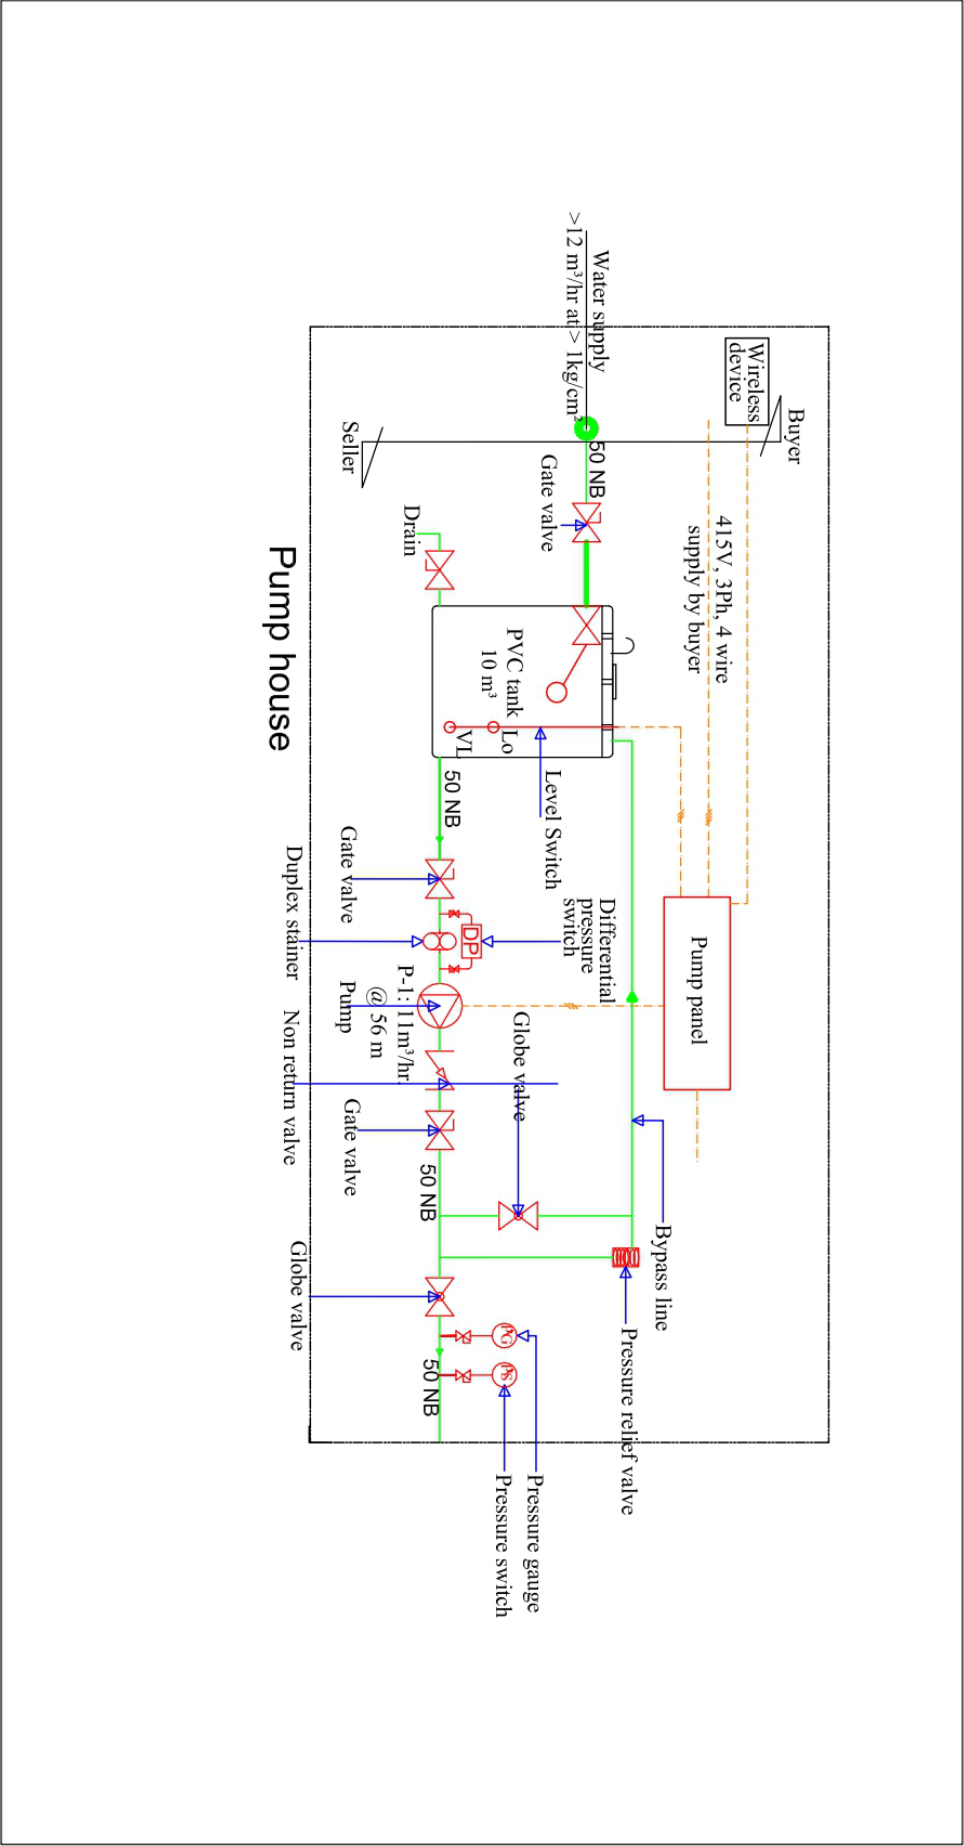 Buyer
Wireless
device
415V, 3Ph, 4 wire
supply by buyer
Water supply
>12 m³/hr at > 1kg/cm²
50 NB
Gate valve
Seller
Drain
PVC tank
10 m³
Lo
VL
Level Switch
Pump panel
Differential
pressure
switch
DP
50 NB
Gate valve
Duplex stainer
P-1: 11m³/hr.
@ 56 m
Pump
Non return valve
Gate valve
Globe valve
50 NB
Bypass line
Pressure relief valve
Globe valve
PG
PS
50 NB
Pressure gauge
Pressure switch
Pump house